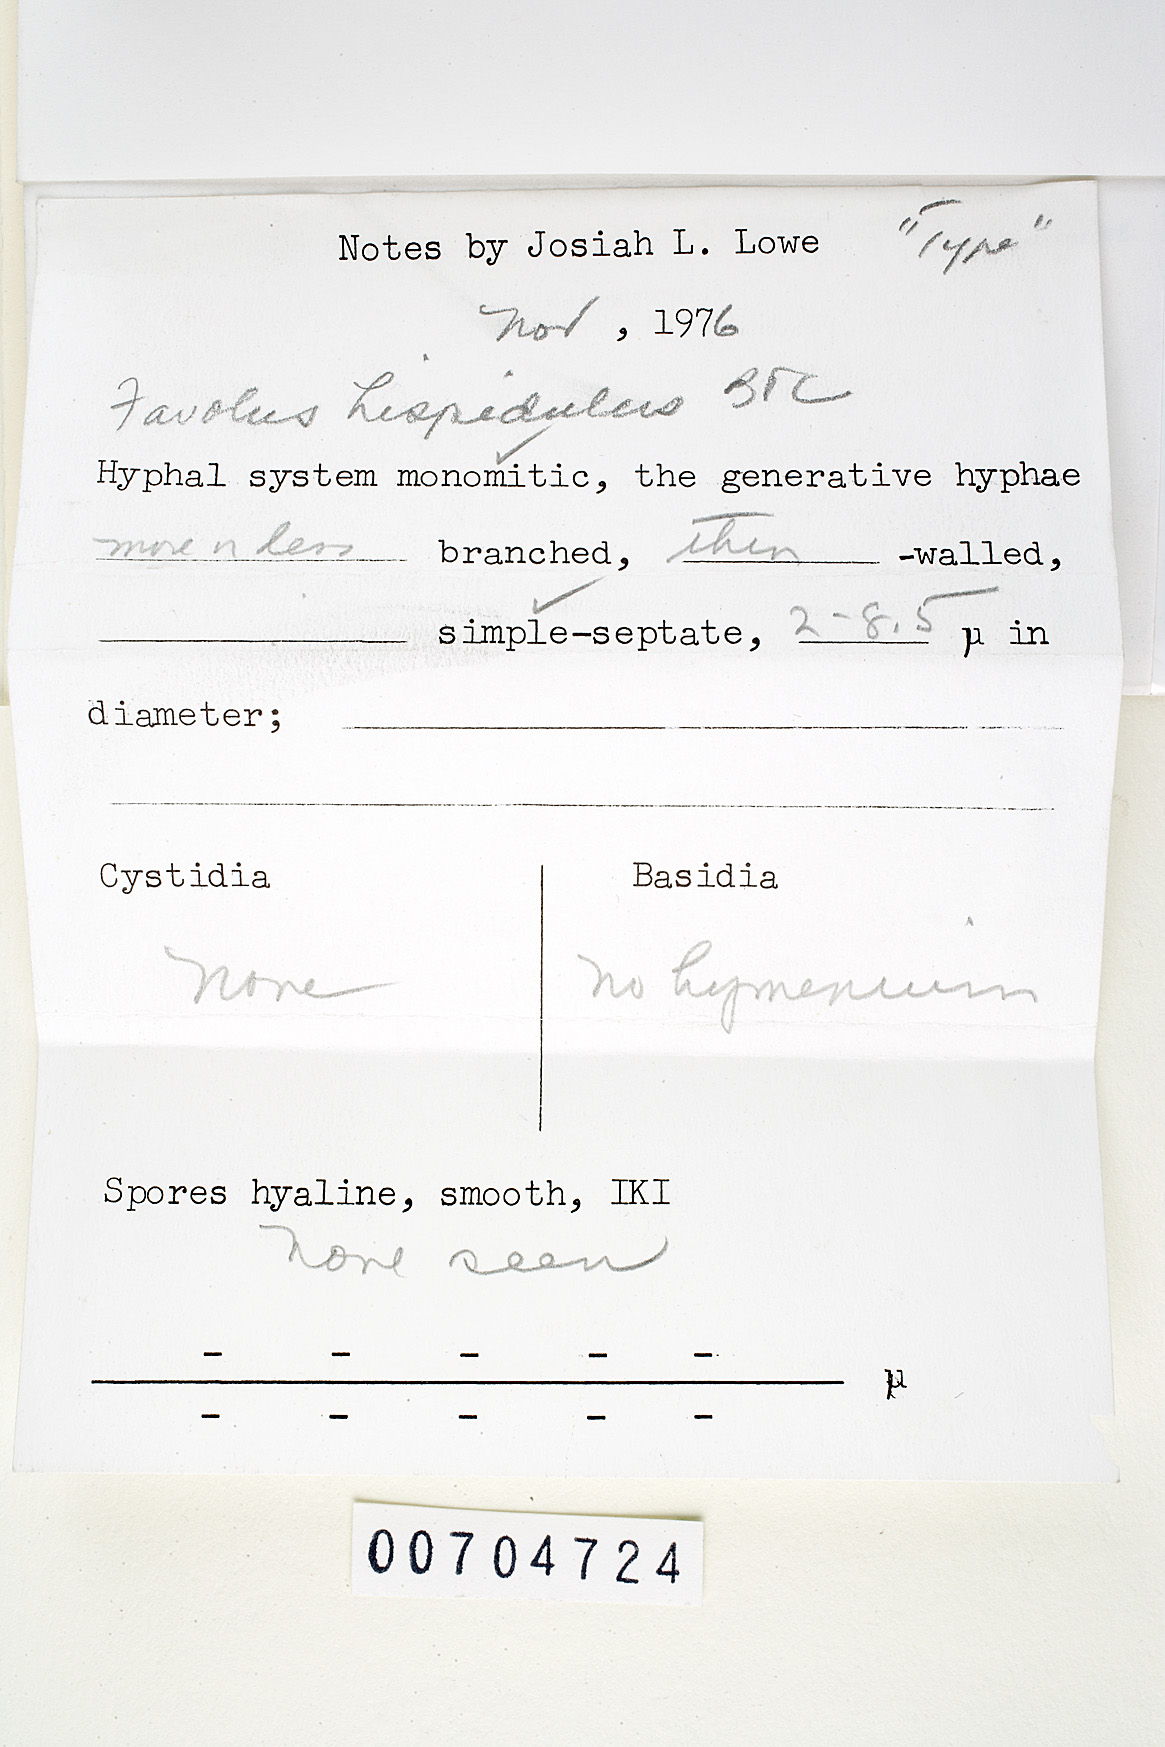 Notes by Josiah L. Lowe "Type"
Nov , 1976
Favolus hispidulus B & C
Hyphal system monomitic, the generative hyphae
more or less branched, thin -walled,
simple-septate, 2-8.5 µ in
diameter;
Cystidia Basidia
None No hymenium
Spores hyaline, smooth, IKI
None seen
- - - - -
µ
- - - - -
00704724